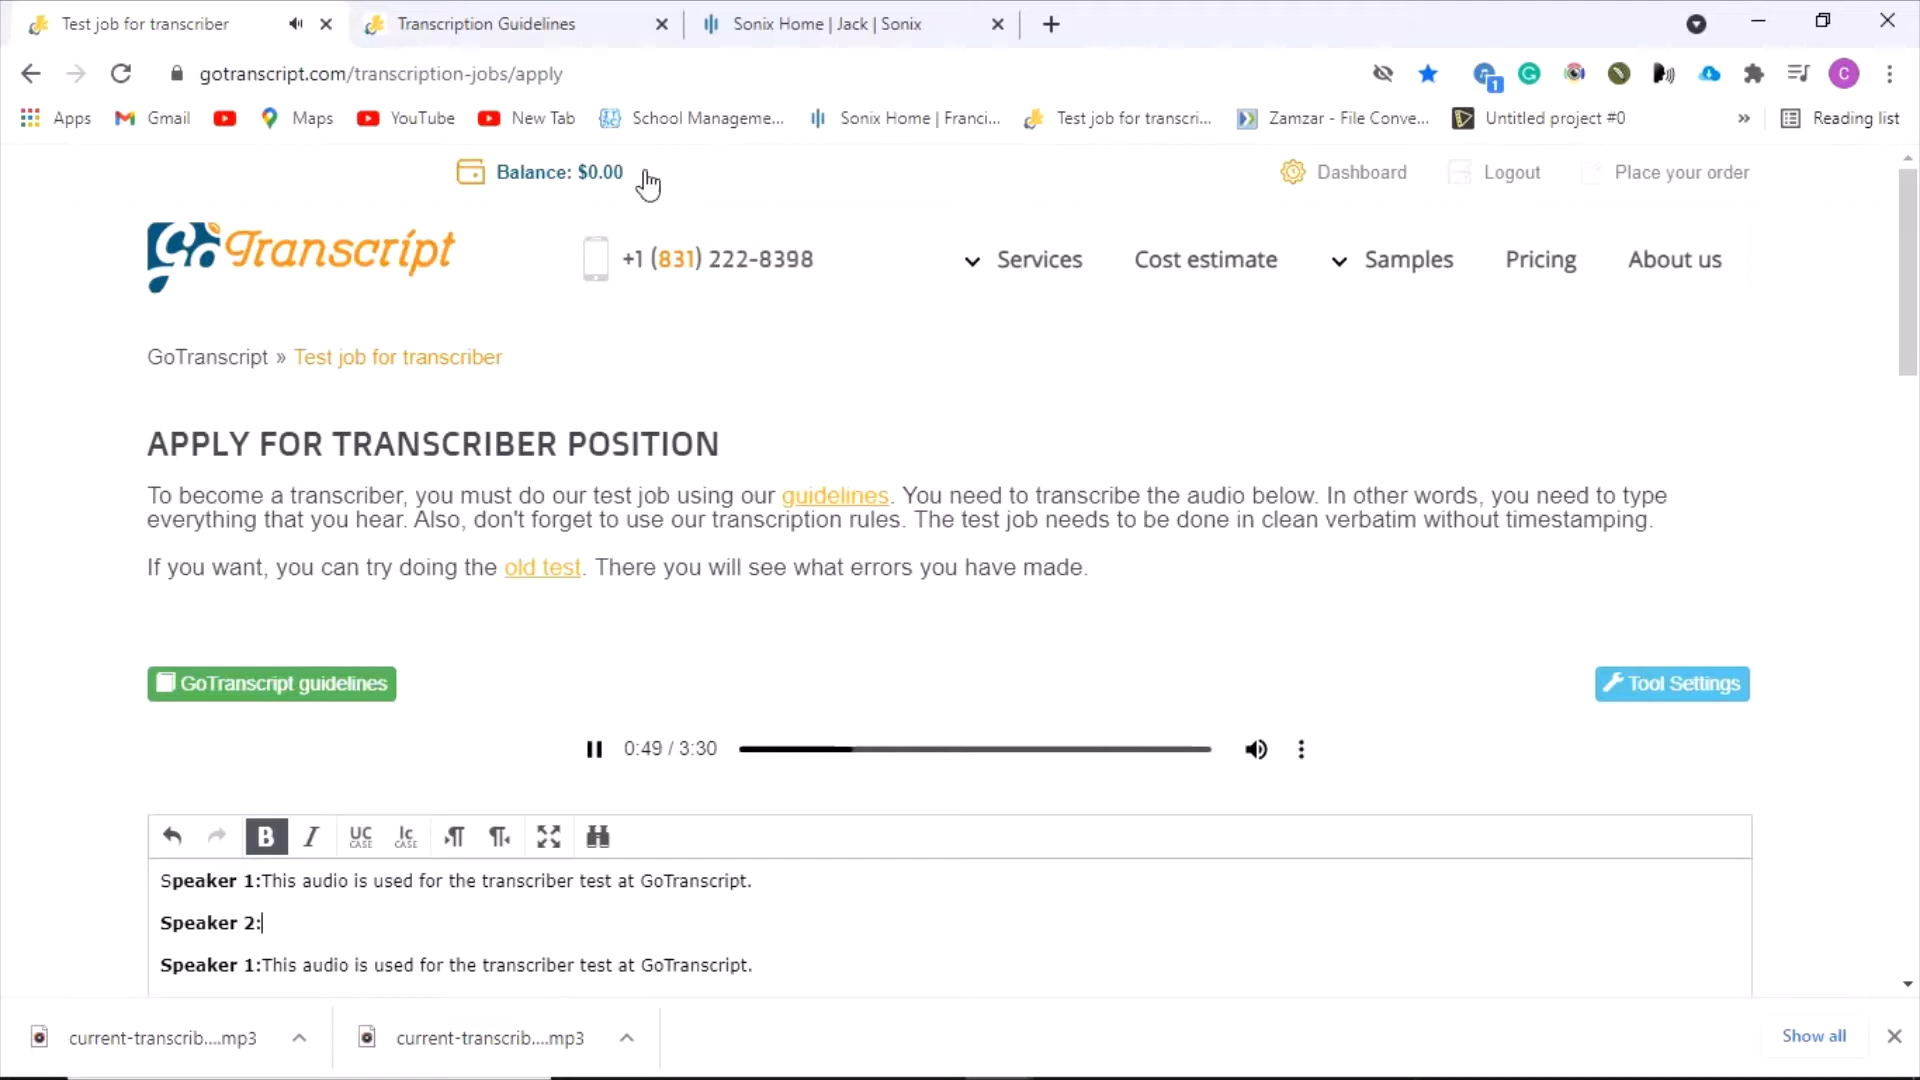 Test job for transcriber
Transcription Guidelines
Sonix Home | Jack | Sonix
gotranscript.com/transcription-jobs/apply
1
C
Apps
Gmail
Maps
YouTube
New Tab
School Manageme...
Sonix Home | Franci...
Test job for transcri...
Zamzar - File Conve...
Untitled project #0
»
Reading list
Balance: $0.00
Dashboard
Logout
Place your order
GoTranscript
+1 (831) 222-8398
Services
Cost estimate
Samples
Pricing
About us
GoTranscript » Test job for transcriber
APPLY FOR TRANSCRIBER POSITION
To become a transcriber, you must do our test job using our guidelines. You need to transcribe the audio below. In other words, you need to type
everything that you hear. Also, don't forget to use our transcription rules. The test job needs to be done in clean verbatim without timestamping.
If you want, you can try doing the old test. There you will see what errors you have made.
GoTranscript guidelines
Tool Settings
0:49 / 3:30
B
I
UC CASE
lc CASE
Speaker 1:This audio is used for the transcriber test at GoTranscript.
Speaker 2:
Speaker 1:This audio is used for the transcriber test at GoTranscript.
current-transcrib....mp3
current-transcrib....mp3
Show all